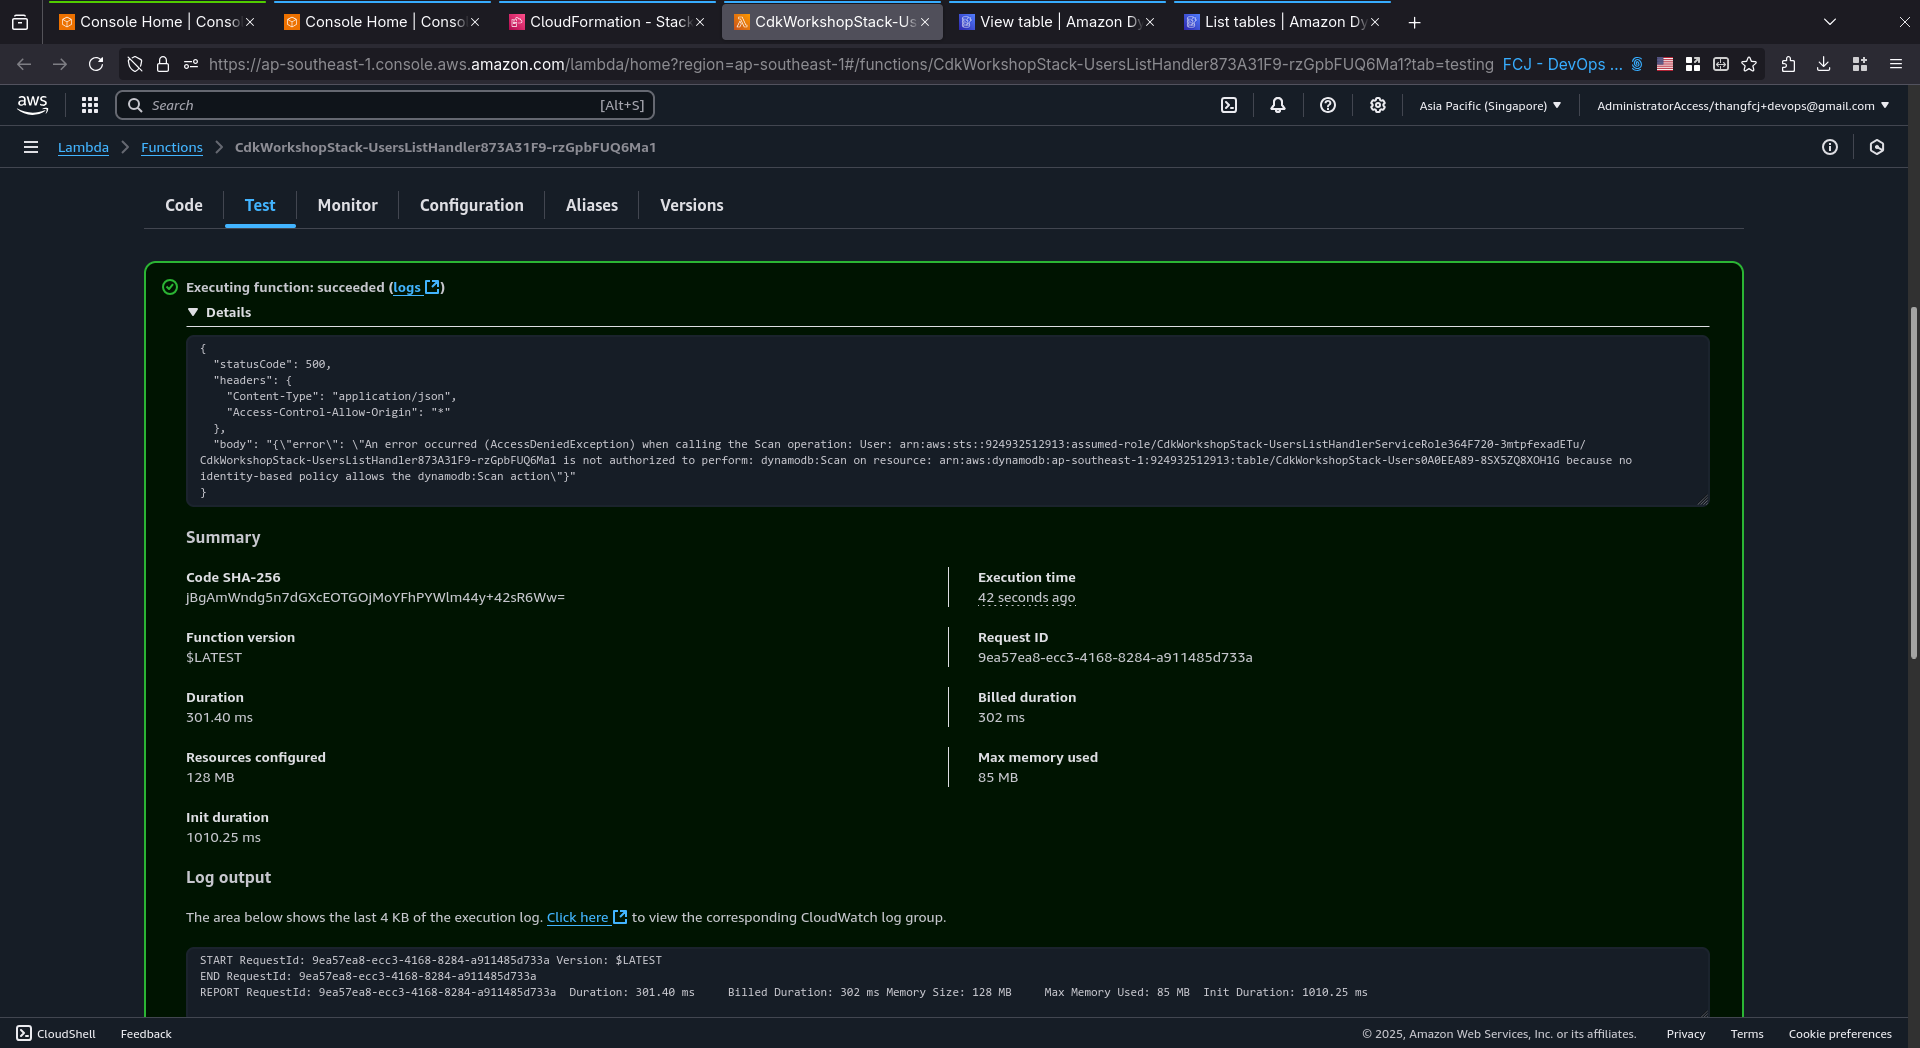 Console Home | Conso
Console Home | Conso
CloudFormation - Stack
CdkWorkshopStack-Us
View table | Amazon Dy
List tables | Amazon Dy
https://ap-southeast-1.console.aws.amazon.com/lambda/home?region=ap-southeast-1#/functions/CdkWorkshopStack-UsersListHandler873A31F9-rzGpbFUQ6Ma1?tab=testing
FCJ - DevOps ...
aws
Search
[Alt+S]
Asia Pacific (Singapore)
AdministratorAccess/thangfcj+devops@gmail.com
Lambda
Functions
CdkWorkshopStack-UsersListHandler873A31F9-rzGpbFUQ6Ma1
Code
Test
Monitor
Configuration
Aliases
Versions
Executing function: succeeded (logs)
Details
{
"statusCode": 500,
"headers": {
"Content-Type": "application/json",
"Access-Control-Allow-Origin": "*"
},
"body": "{\"error\": \"An error occurred (AccessDeniedException) when calling the Scan operation: User: arn:aws:sts::924932512913:assumed-role/CdkWorkshopStack-UsersListHandlerServiceRole364F720-3mtpfexadETu/
CdkWorkshopStack-UsersListHandler873A31F9-rzGpbFUQ6Ma1 is not authorized to perform: dynamodb:Scan on resource: arn:aws:dynamodb:ap-southeast-1:924932512913:table/CdkWorkshopStack-Users0A0EEA89-8SX5ZQ8XOH1G because no
identity-based policy allows the dynamodb:Scan action\"}"
}
Summary
Code SHA-256
jBgAmWndg5n7dGXcEOTGOjMoYFhPYWlm44y+42sR6Ww=
Execution time
42 seconds ago
Function version
$LATEST
Request ID
9ea57ea8-ecc3-4168-8284-a911485d733a
Duration
301.40 ms
Billed duration
302 ms
Resources configured
128 MB
Max memory used
85 MB
Init duration
1010.25 ms
Log output
The area below shows the last 4 KB of the execution log. Click here to view the corresponding CloudWatch log group.
START RequestId: 9ea57ea8-ecc3-4168-8284-a911485d733a Version: $LATEST
END RequestId: 9ea57ea8-ecc3-4168-8284-a911485d733a
REPORT RequestId: 9ea57ea8-ecc3-4168-8284-a911485d733a Duration: 301.40 ms Billed Duration: 302 ms Memory Size: 128 MB Max Memory Used: 85 MB Init Duration: 1010.25 ms
CloudShell
Feedback
© 2025, Amazon Web Services, Inc. or its affiliates.
Privacy
Terms
Cookie preferences